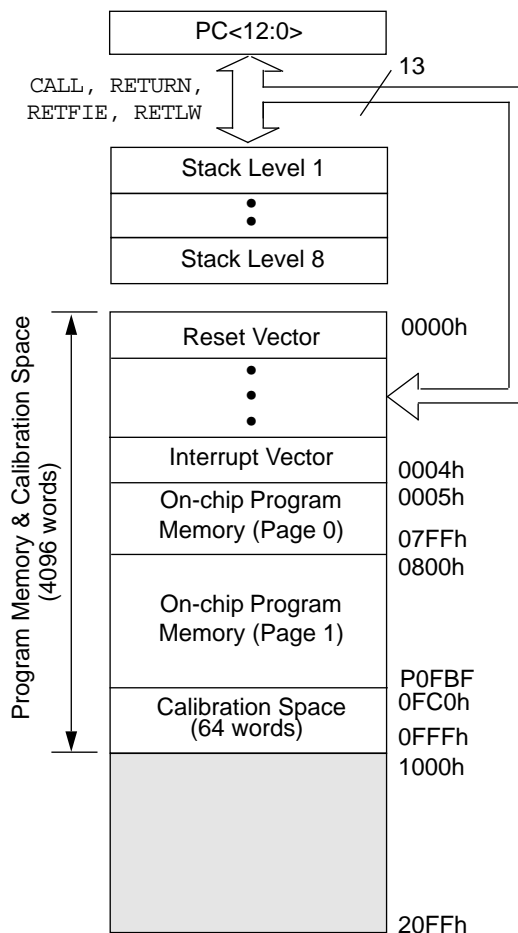 PC<12:0>
13
CALL, RETURN,
RETFIE, RETLW
Stack Level 1
Stack Level 8
Program Memory & Calibration Space
(4096 words)
Reset Vector
0000h
Interrupt Vector
0004h
0005h
On-chip Program
Memory (Page 0)
07FFh
0800h
On-chip Program
Memory (Page 1)
P0FBF
0FC0h
Calibration Space
(64 words)
0FFFh
1000h
20FFh